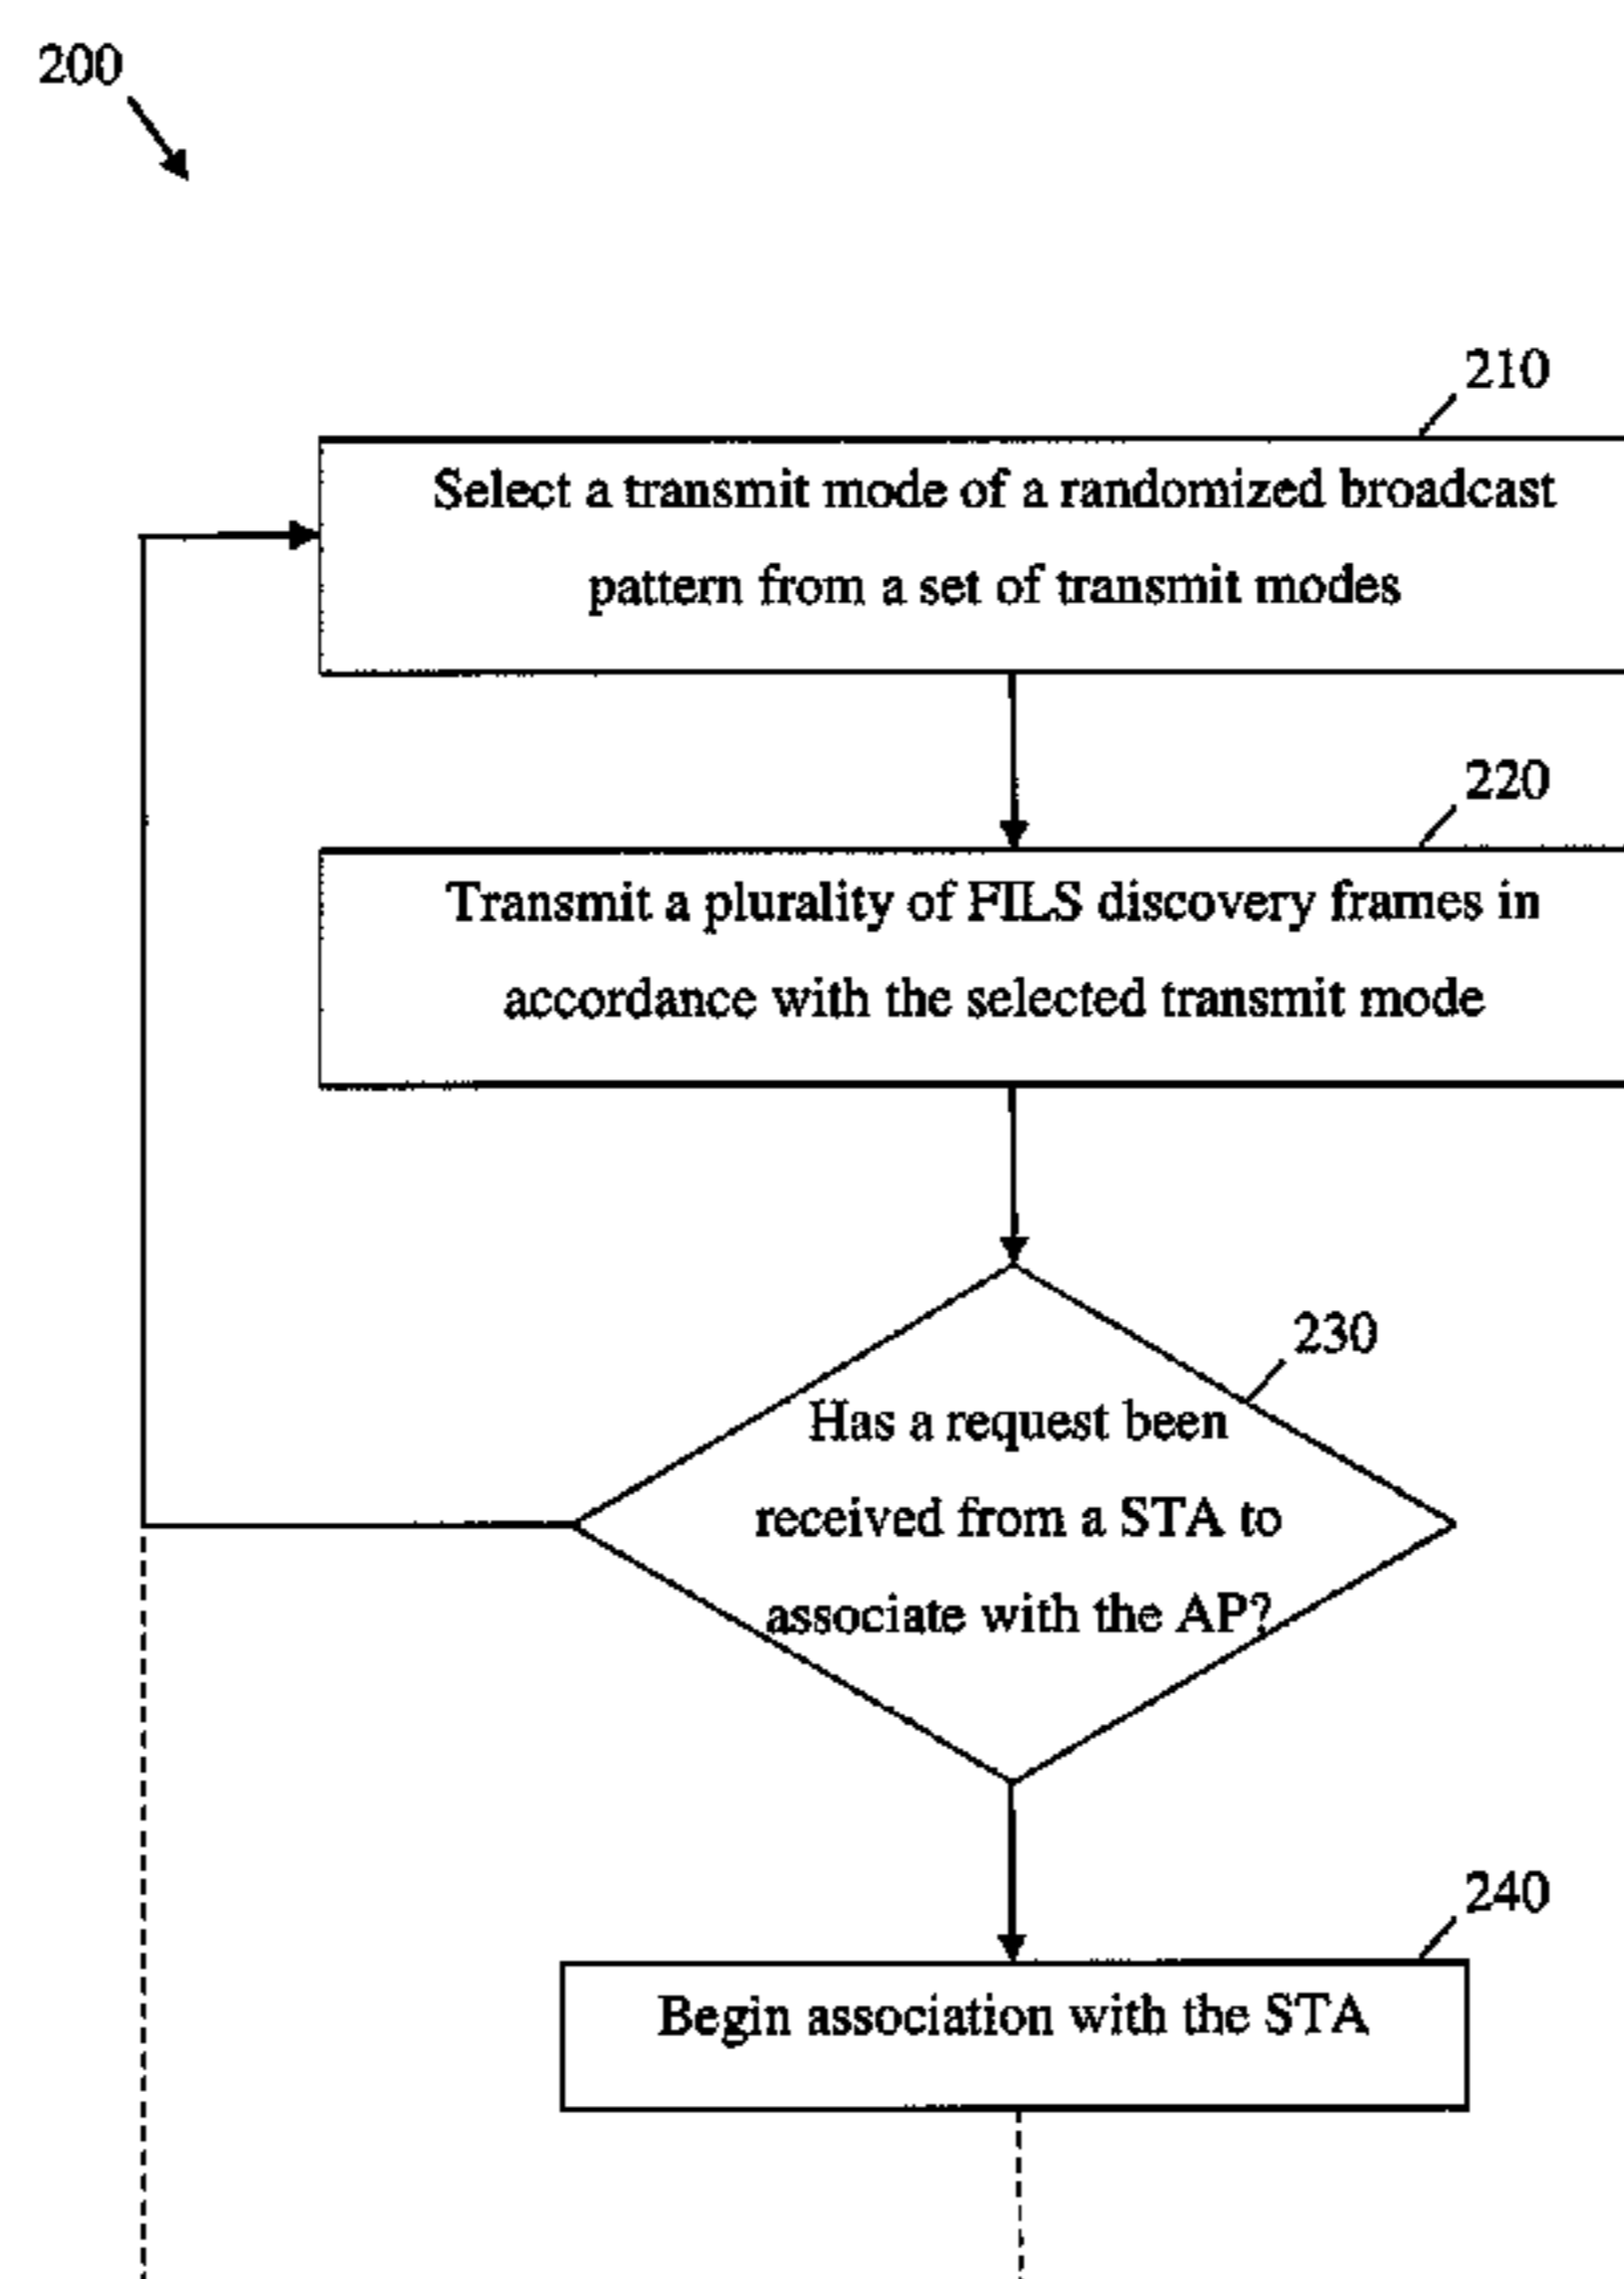 200
210
Select a transmit mode of a randomized broadcast
pattern from a set of transmit modes
220
Transmit a plurality of FILS discovery frames in
accordance with the selected transmit mode
230
Has a request been
received from a STA to
associate with the AP?
240
Begin association with the STA